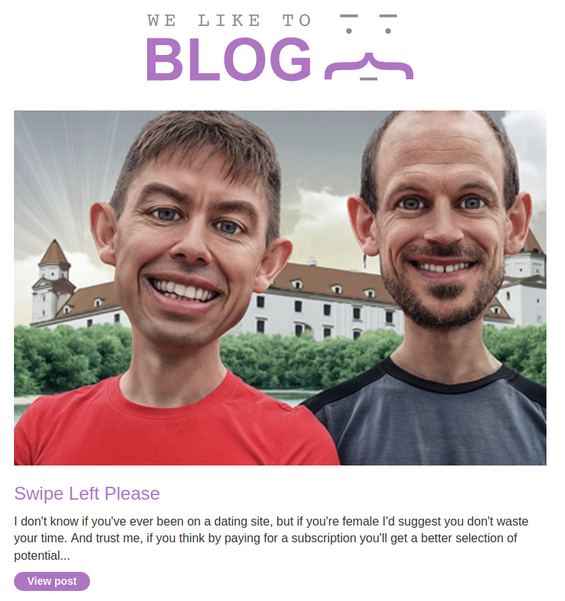 WE LIKE TO
BLOG
Swipe Left Please
I don't know if you've ever been on a dating site, but if you're female I'd suggest you don't waste
your time. And trust me, if you think by paying for a subscription you'll get a better selection of
potential...
View post